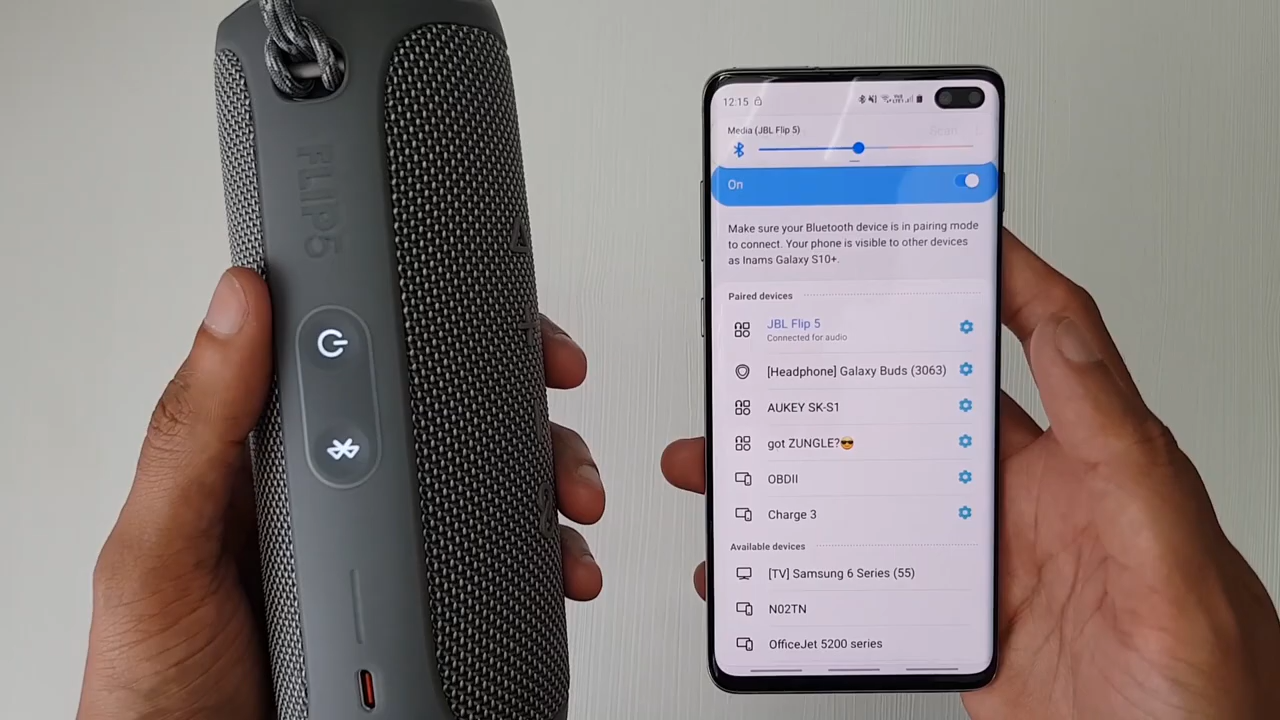 FLIP5
12:15
Media (JBL Flip 5)
On
Make sure your Bluetooth device is in pairing mode
to connect. Your phone is visible to other devices
as Inams Galaxy S10+.
Paired devices
JBL Flip 5
Connected for audio
[Headphone] Galaxy Buds (3063)
AUKEY SK-S1
got ZUNGLE?😎
OBDII
Charge 3
Available devices
[TV] Samsung 6 Series (55)
N02TN
OfficeJet 5200 series